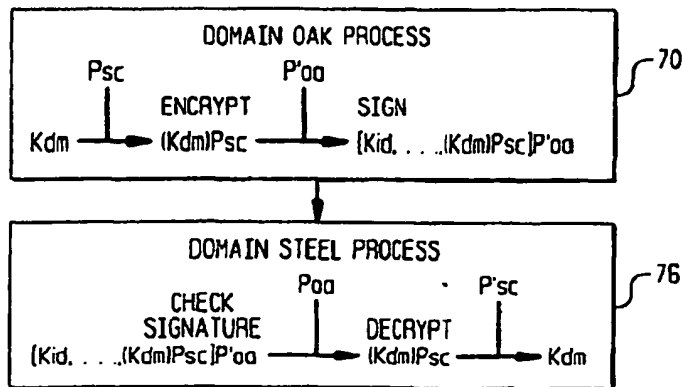 DOMAIN OAK PROCESS
70
Psc
P'oa
ENCRYPT
SIGN
Kdm
(Kdm)Psc
[Kid. . . .,(Kdm)Psc]P'oa
DOMAIN STEEL PROCESS
76
Poa
P'sc
CHECK
SIGNATURE
DECRYPT
[Kid. . . .,(Kdm)Psc]P'oa
(Kdm)Psc
Kdm